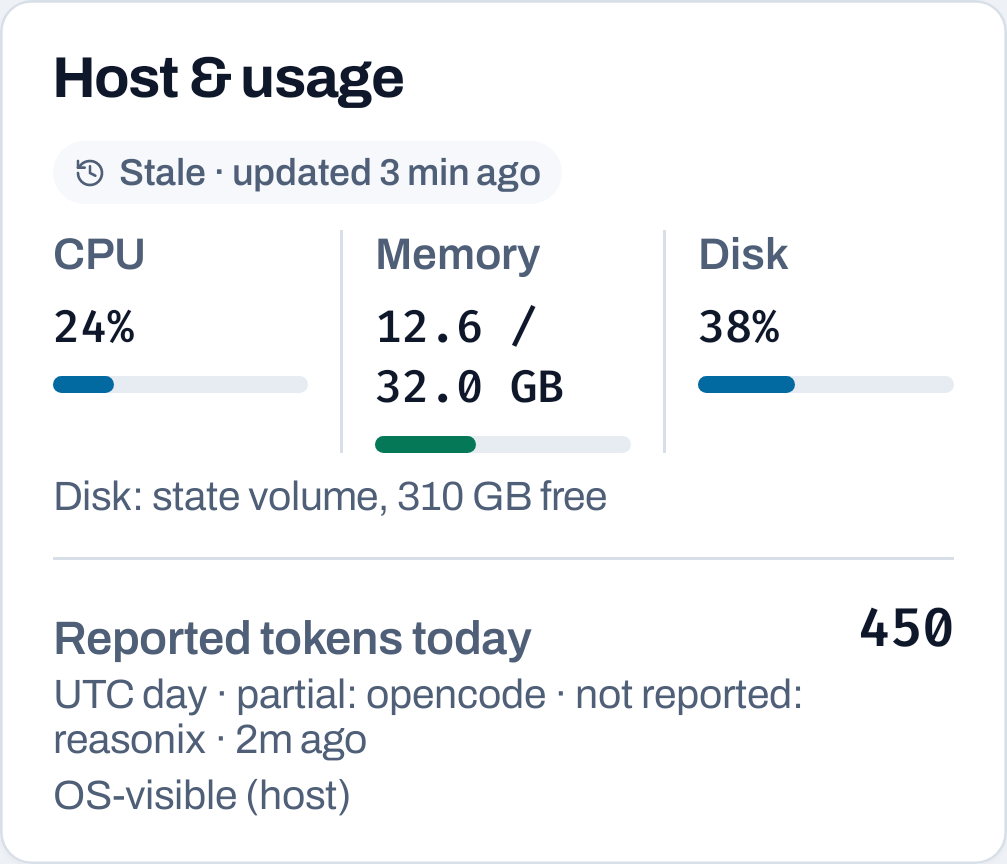 Host & usage
Stale · updated 3 min ago
CPU
24%
Memory
12.6 /
32.0 GB
Disk
38%
Disk: state volume, 310 GB free
Reported tokens today
450
UTC day · partial: opencode · not reported:
reasonix · 2m ago
OS-visible (host)